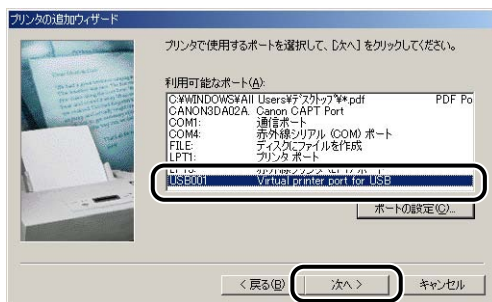 プリンタの追加ウィザード
プリンタで使用するポートを選択して、[次へ] をクリックしてください。
利用可能なポート(A):
C:¥WINDOWS¥All Users¥デスクトップ¥*.pdf PDF Po
CANON3DA02A. Canon CAPT Port
COM1: 通信ポート
COM4: 赤外線シリアル (COM) ポート
FILE: ディスクにファイルを作成
LPT1: プリンタ ポート
USB001 Virtual printer port for USB
ポートの設定(C)...
< 戻る(B)
次へ >
キャンセル